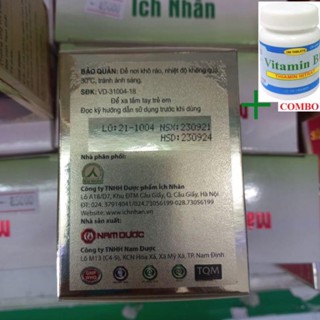 Ích Nhân
BẢO QUẢN: Để nơi khô ráo, nhiệt độ không quá
30°C, tránh ánh sáng
SĐK: VD-31004-18
Để xa tầm tay trẻ em
Đọc kỹ hướng dẫn sử dụng trước khi dùng
LÔ:21-1004 NSX:230921
HSD:230924
Nhà phân phối:
Công ty TNHH Dược phẩm Ích Nhân
Website: www.ichnhan.vn
Nhà sản xuất:
NAM DƯỢC
Công ty TNHH Nam Dược
TQM
Vitamin
+
COMBO